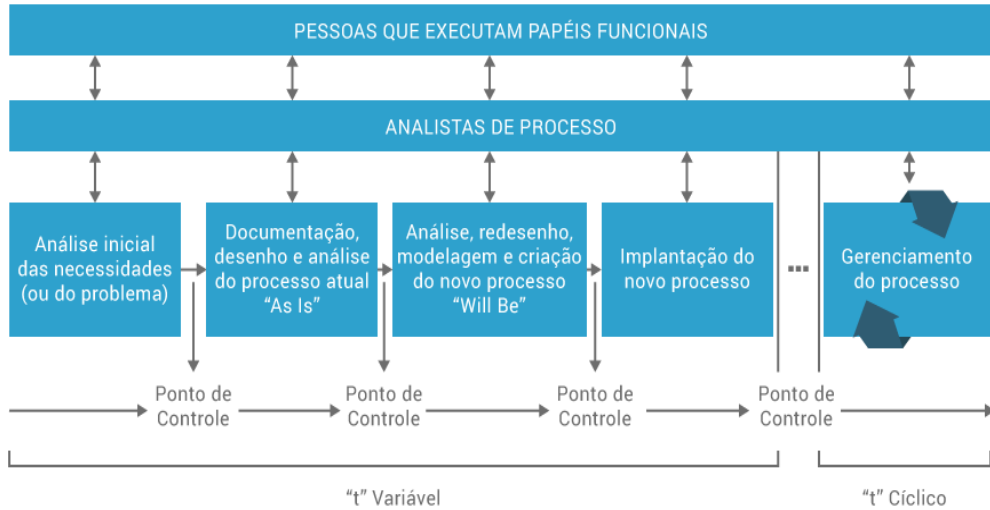 PESSOAS QUE EXECUTAM PAPÉIS FUNCIONAIS
ANALISTAS DE PROCESSO
Análise inicial
das necessidades
(ou do problema)
Documentação,
desenho e análise
do processo atual
“As Is”
Análise, redesenho,
modelagem e criação
do novo processo
“Will Be”
Implantação do
novo processo
...
Gerenciamento
do processo
Ponto de
Controle
Ponto de
Controle
Ponto de
Controle
Ponto de
Controle
“t” Variável
“t” Cíclico